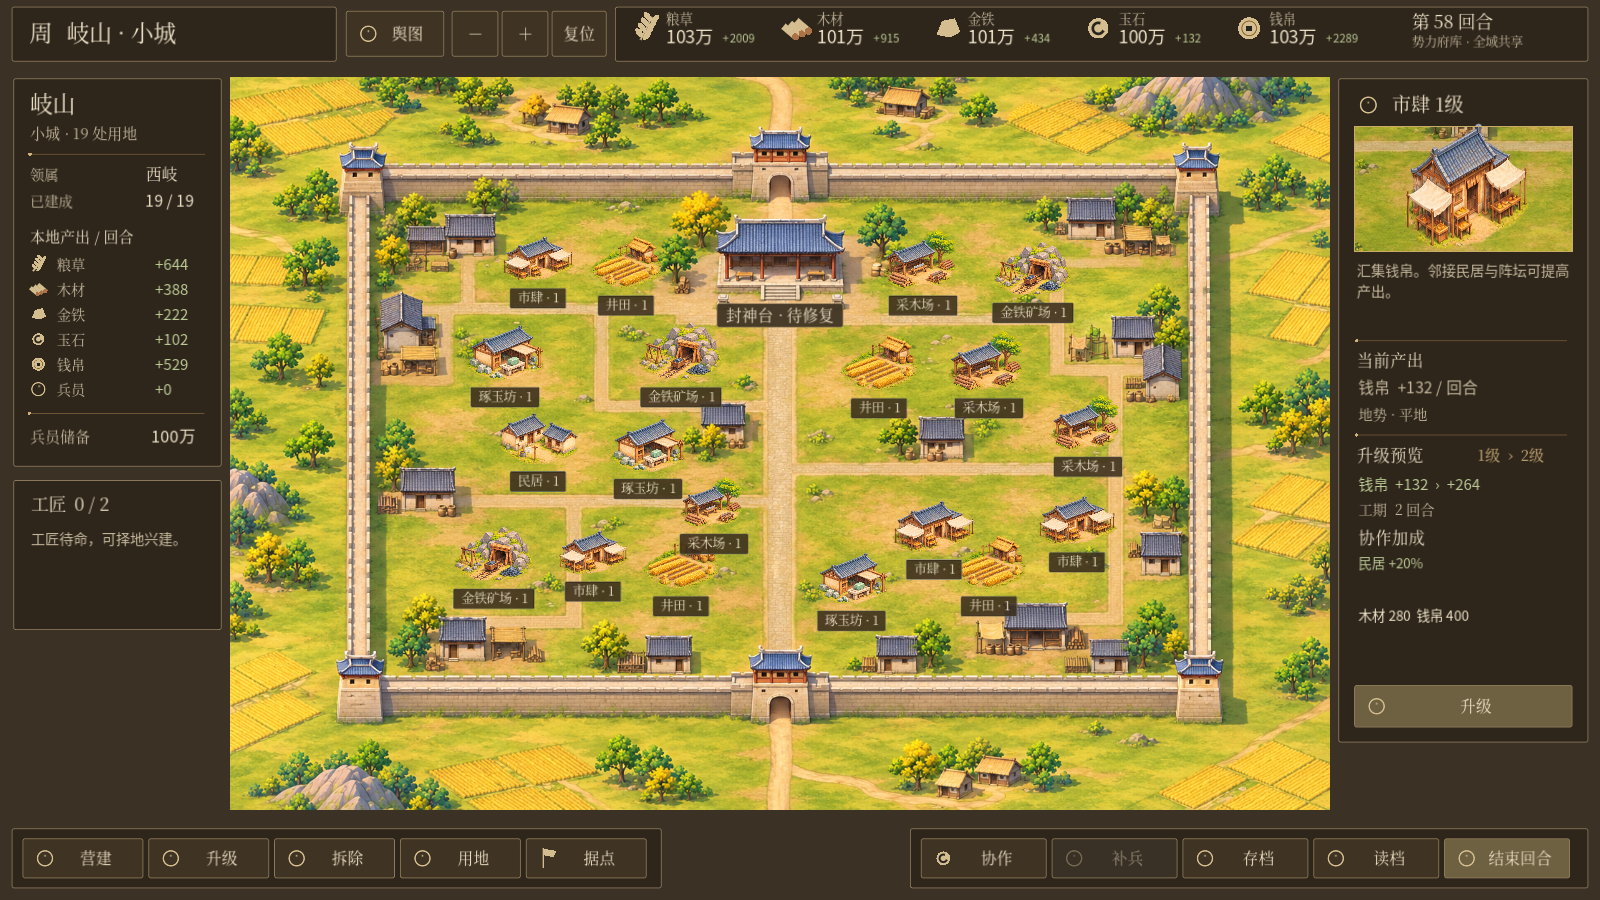 周 岐山 · 小城
舆图
−
+
复位
粮草
103万 +2009
木材
101万 +915
金铁
101万 +434
玉石
100万 +132
钱帛
103万 +2289
第 58 回合
势力府库 · 全域共享
岐山
小城 · 19 处用地
领属 西岐
已建成 19 / 19
本地产出 / 回合
粮草 +644
木材 +388
金铁 +222
玉石 +102
钱帛 +529
兵员 +0
兵员储备 100万
工匠 0 / 2
工匠待命，可择地兴建。
市肆 · 1
井田 · 1
封神台 · 待修复
采木场 · 1
金铁矿场 · 1
琢玉坊 · 1
金铁矿场 · 1
井田 · 1
采木场 · 1
民居 · 1
琢玉坊 · 1
采木场 · 1
采木场 · 1
金铁矿场 · 1
市肆 · 1
井田 · 1
市肆 · 1
市肆 · 1
琢玉坊 · 1
井田 · 1
市肆 1级
汇集钱帛。邻接民居与阵坛可提高
产出。
当前产出
钱帛 +132 / 回合
地势 · 平地
升级预览 1级 › 2级
钱帛 +132 › +264
工期 2 回合
协作加成
民居 +20%
木材 280 钱帛 400
升级
营建
升级
拆除
用地
据点
协作
补兵
存档
读档
结束回合